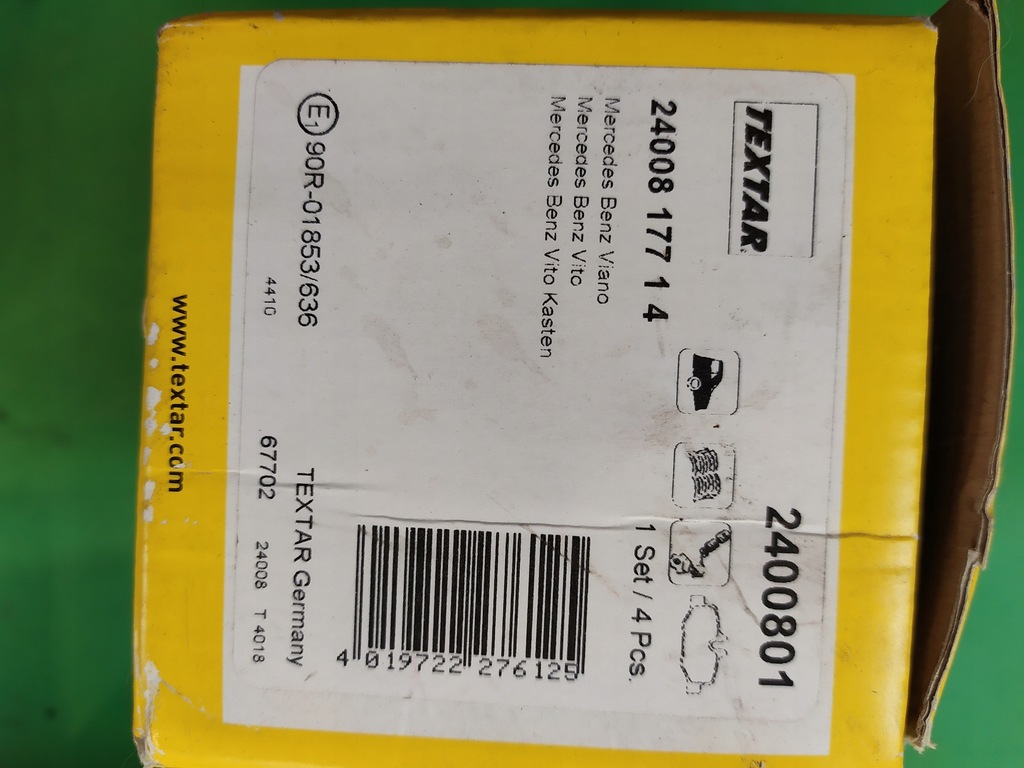 TEXTAR
2400801
24008 177 1 4
1 Set / 4 Pcs.
Mercedes Benz Viano
Mercedes Benz Vito
Mercedes Benz Vito Kasten
4 019722 276125
E1 90R-01853/636
TEXTAR Germany
4410
67702
24008 T 4018
www.textar.com